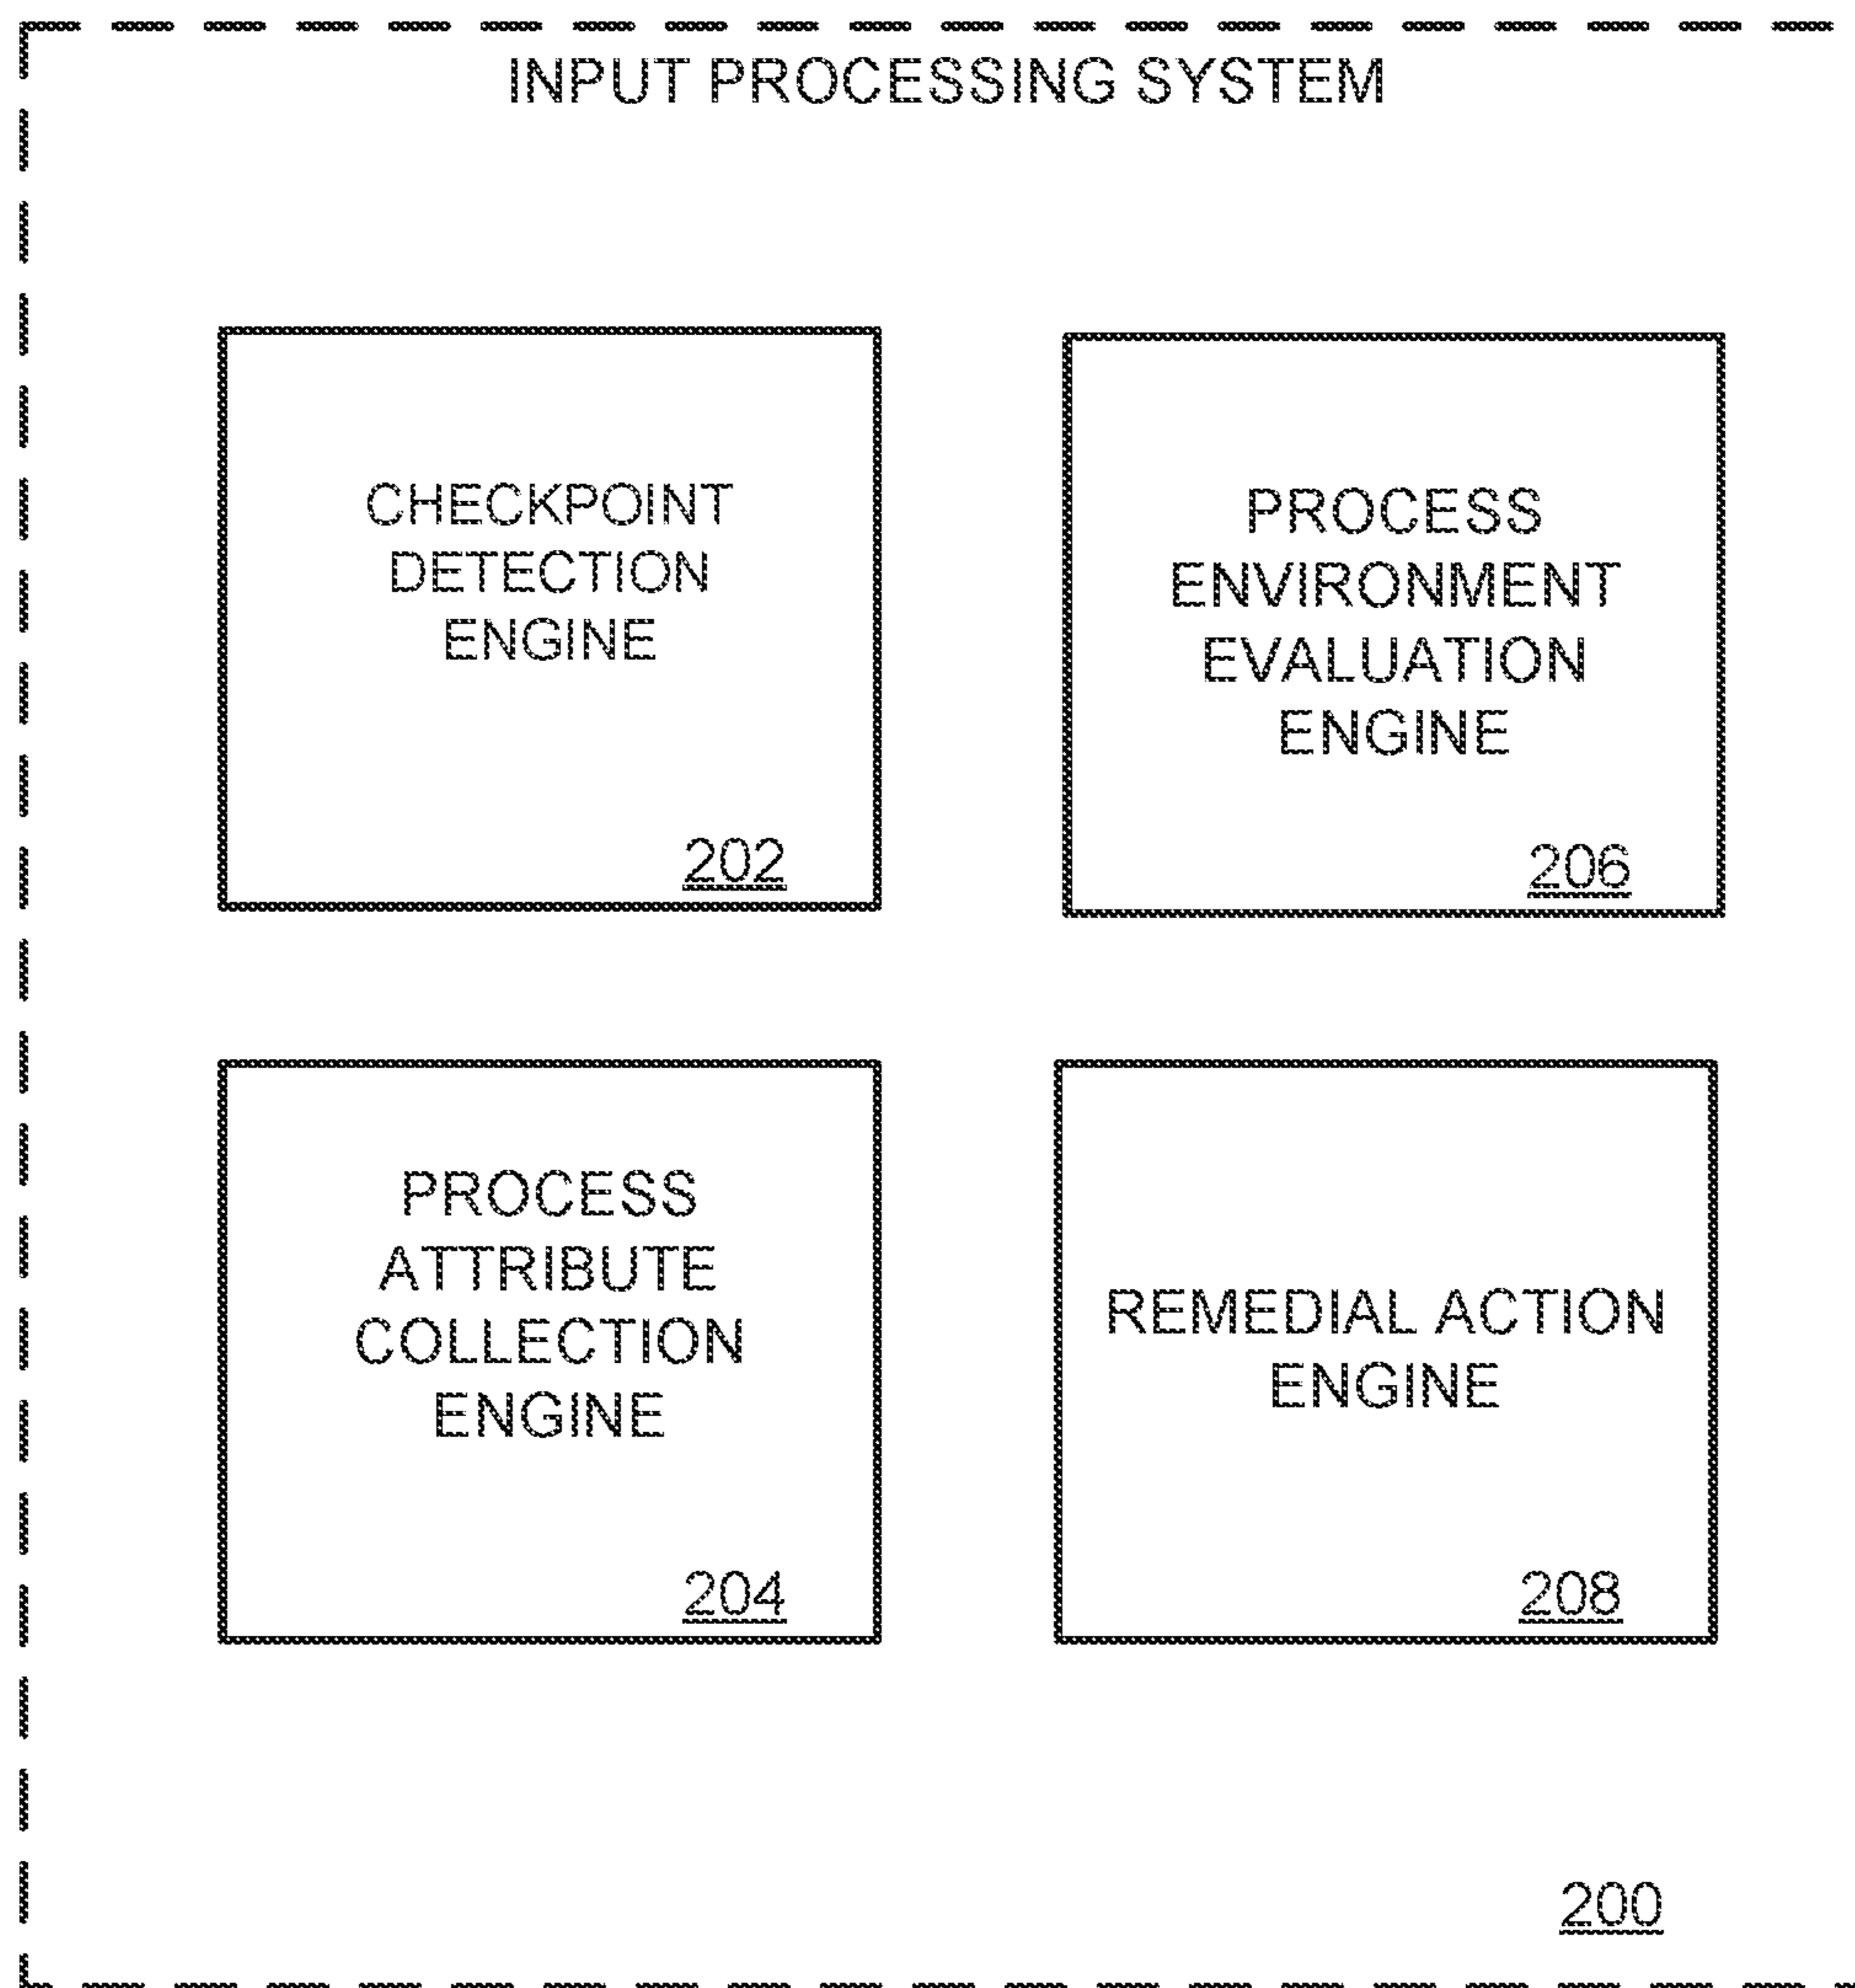 INPUT PROCESSING SYSTEM
CHECKPOINT
DETECTION
ENGINE
202
PROCESS
ENVIRONMENT
EVALUATION
ENGINE
206
PROCESS
ATTRIBUTE
COLLECTION
ENGINE
204
REMEDIAL ACTION
ENGINE
208
200